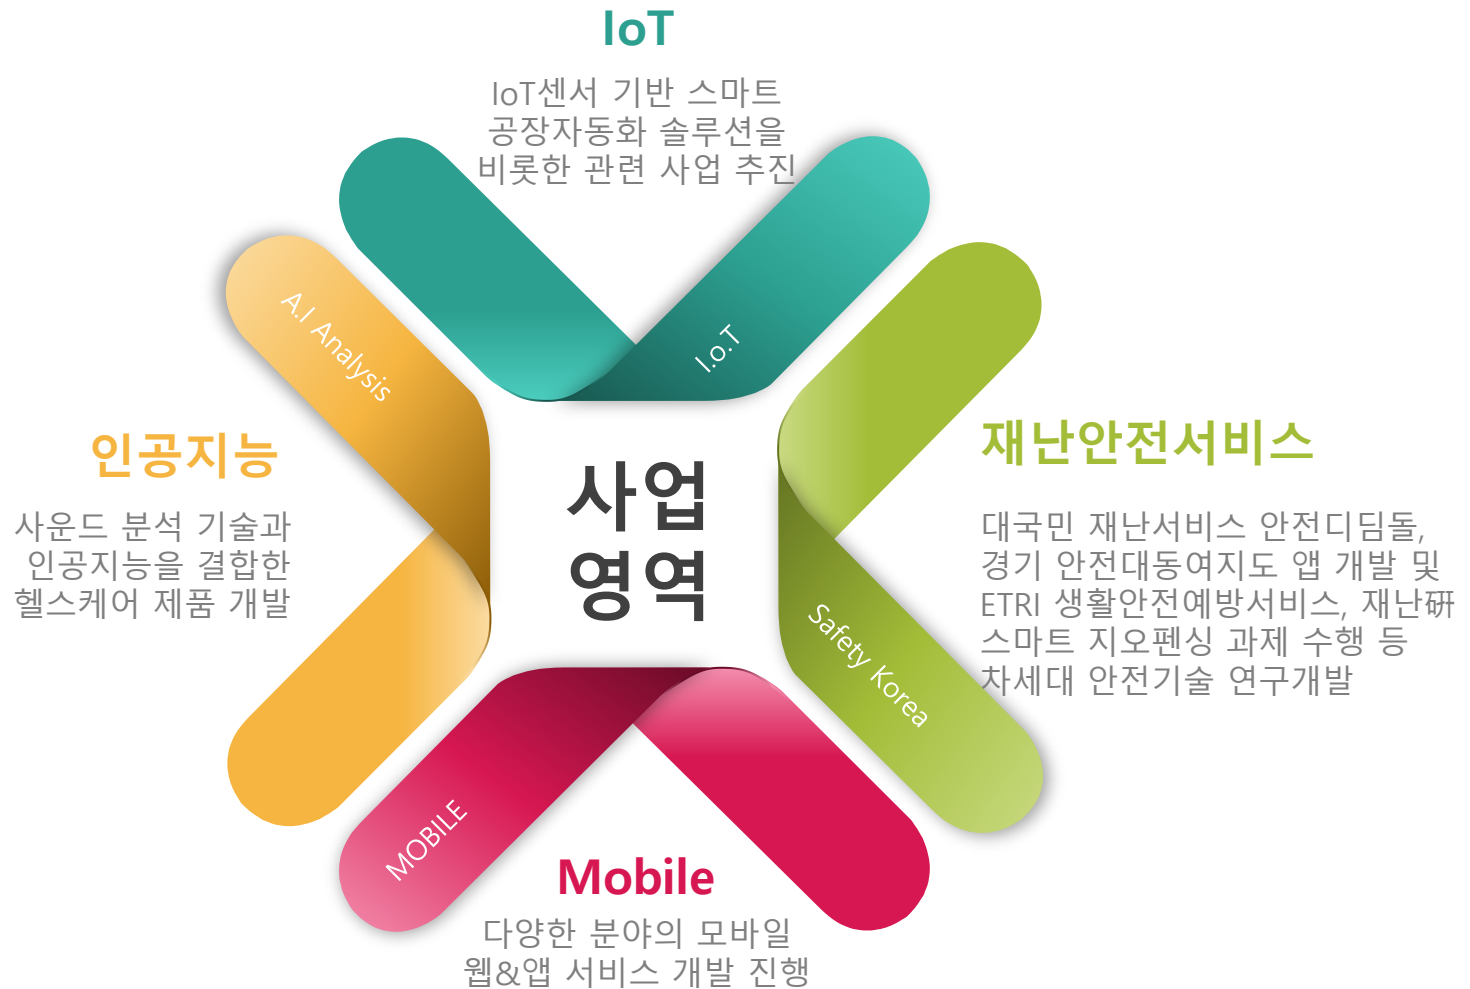 IoT
IoT센서 기반 스마트
공장자동화 솔루션을
비롯한 관련 사업 추진
A.I Analysis
I.o.T
인공지능
사운드 분석 기술과
인공지능을 결합한
헬스케어 제품 개발
사업
영역
재난안전서비스
대국민 재난서비스 안전디딤돌,
경기 안전대동여지도 앱 개발 및
ETRI 생활안전예방서비스, 재난硏
스마트 지오펜싱 과제 수행 등
차세대 안전기술 연구개발
Safety Korea
MOBILE
Mobile
다양한 분야의 모바일
웹&앱 서비스 개발 진행